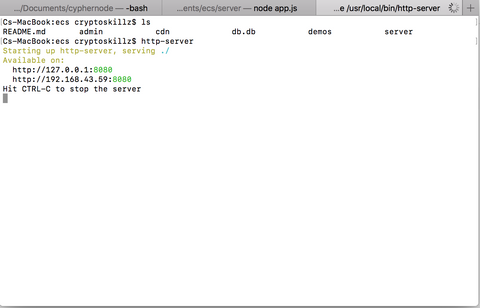 .../Documents/cyphernode — -bash ...ents/ecs/server — node app.js ...e /usr/local/bin/http-server
[Cs-MacBook:ecs cryptoskillz$ ls
README.md admin cdn db.db demos server
[Cs-MacBook:ecs cryptoskillz$ http-server
Starting up http-server, serving ./
Available on:
http://127.0.0.1:8080
http://192.168.43.59:8080
Hit CTRL-C to stop the server